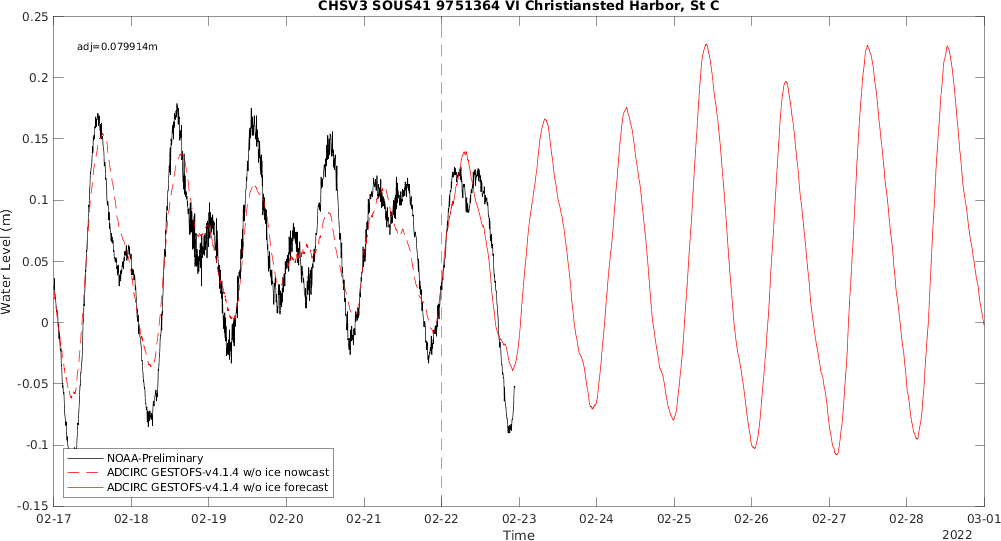 CHSV3 SOUS41 9751364 VI Christiansted Harbor, St C
0.25
adj=0.079914m
0.2
0.15
0.1
0.05
0
-0.05
-0.1
-0.15
Water Level (m)
NOAA-Preliminary
ADCIRC GESTOFS-v4.1.4 w/o ice nowcast
ADCIRC GESTOFS-v4.1.4 w/o ice forecast
02-17 02-18 02-19 02-20 02-21 02-22 02-23 02-24 02-25 02-26 02-27 02-28 03-01
Time
2022